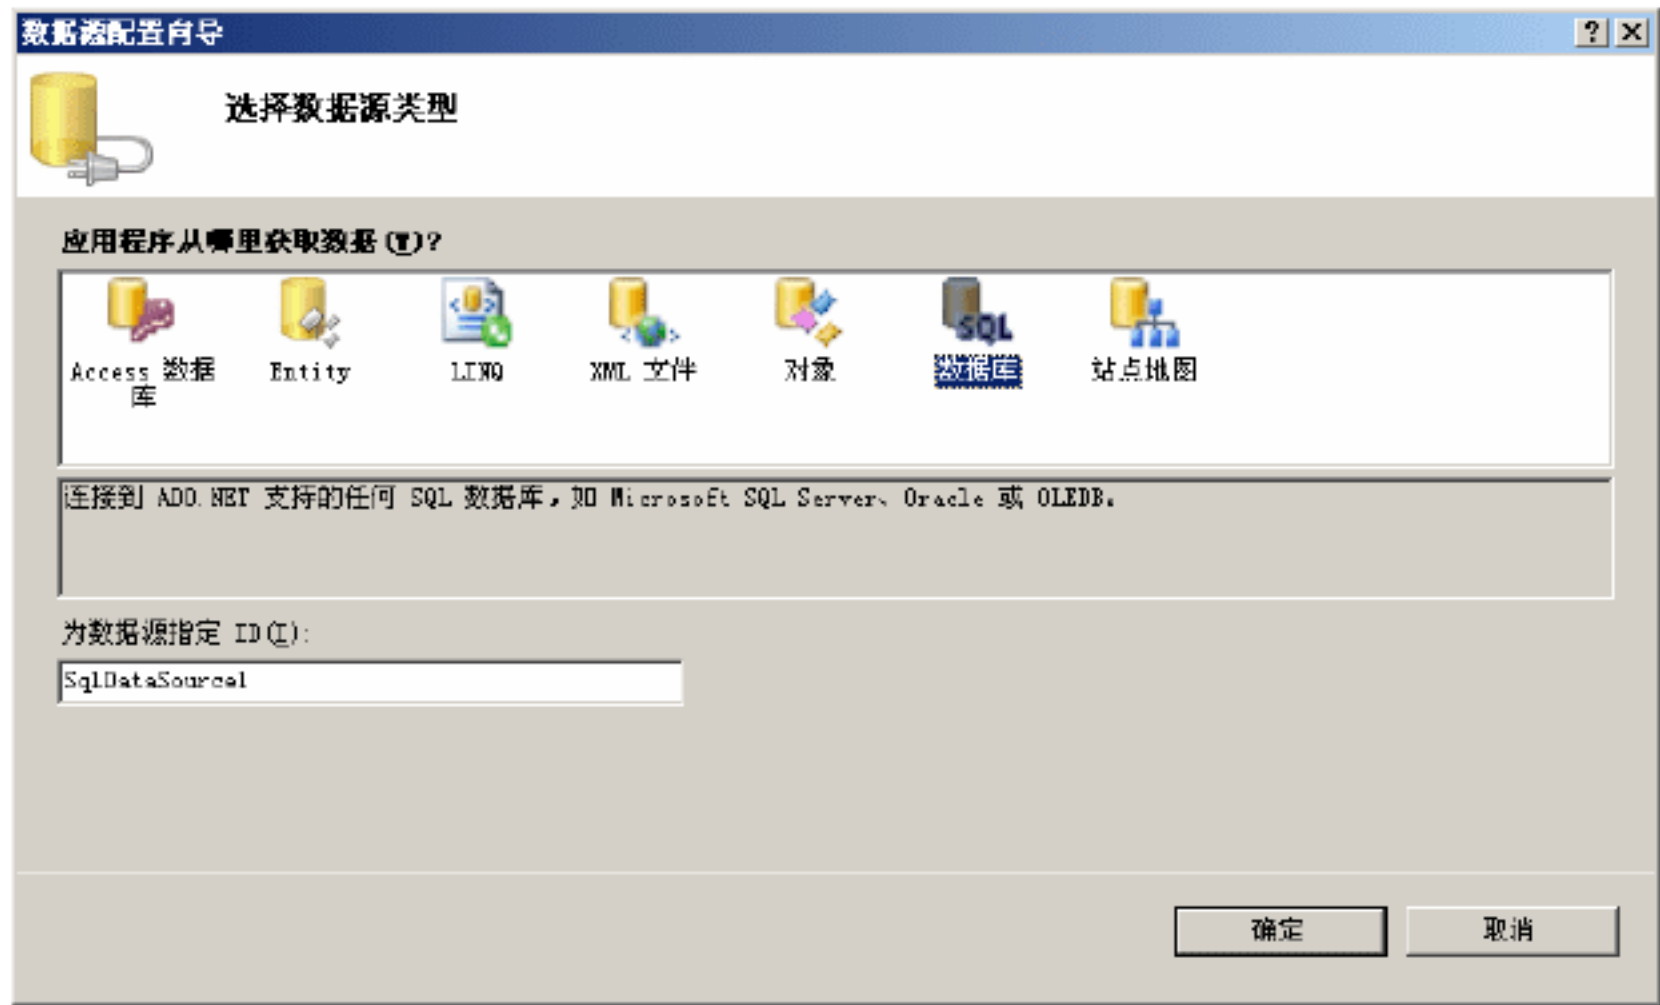 数据源配置向导
选择数据源类型
应用程序从哪里获取数据(W)?
SQL
Access 数据库
Entity
LINQ
XML 文件
对象
数据库
站点地图
连接到 ADO.NET 支持的任何 SQL 数据库，如 Microsoft SQL Server、Oracle 或 OLEDB。
为数据源指定 ID(I):
SqlDataSource1
确定
取消